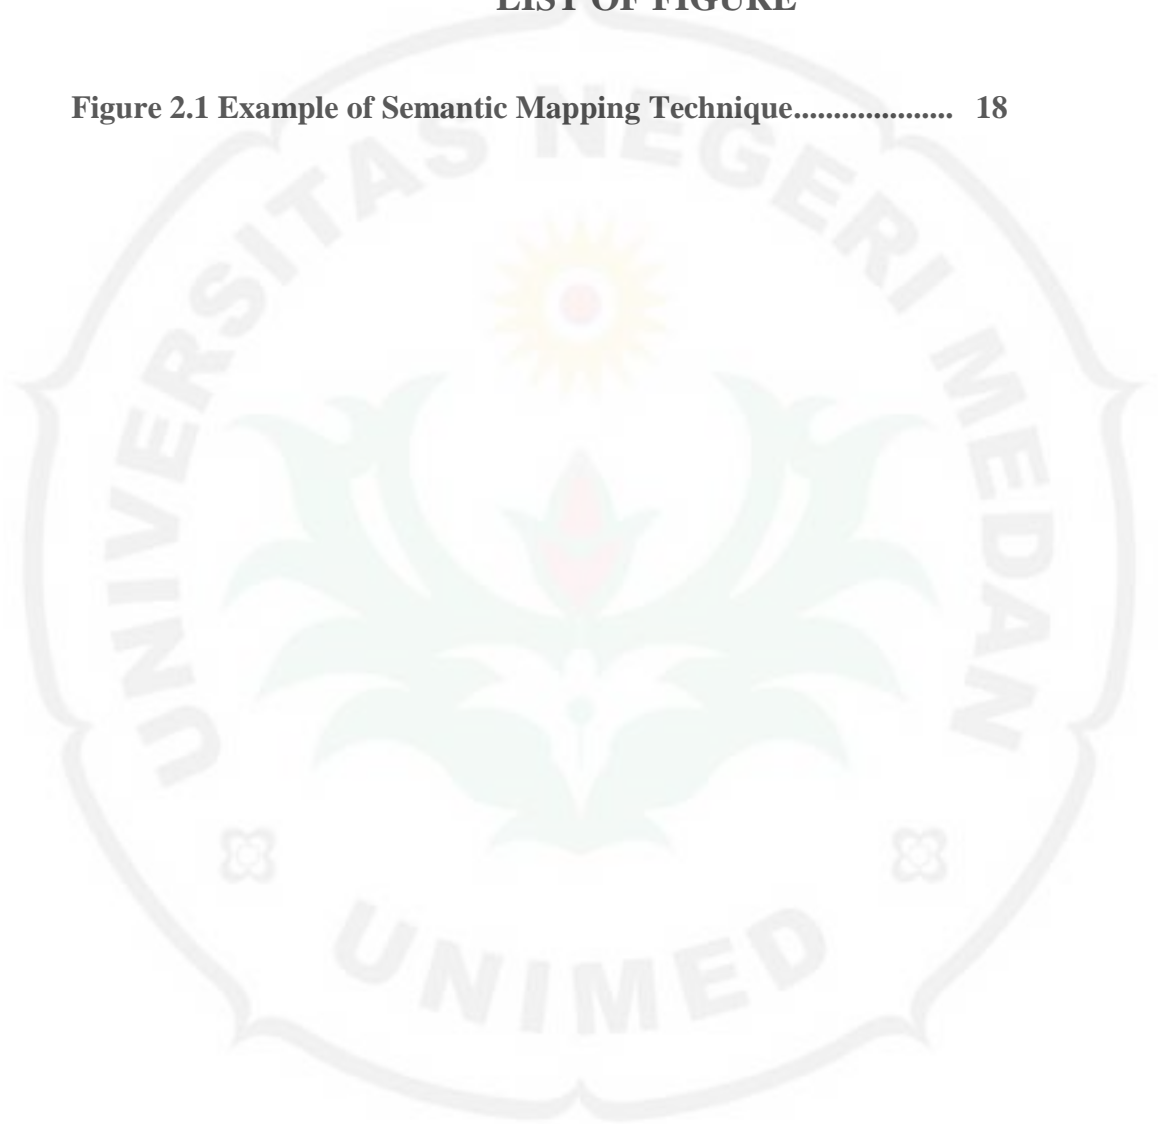 LIST OF FIGURE
Figure 2.1 Example of Semantic Mapping Technique.................... 18
UNIVERSITAS NEGERI MEDAN
UNIMED